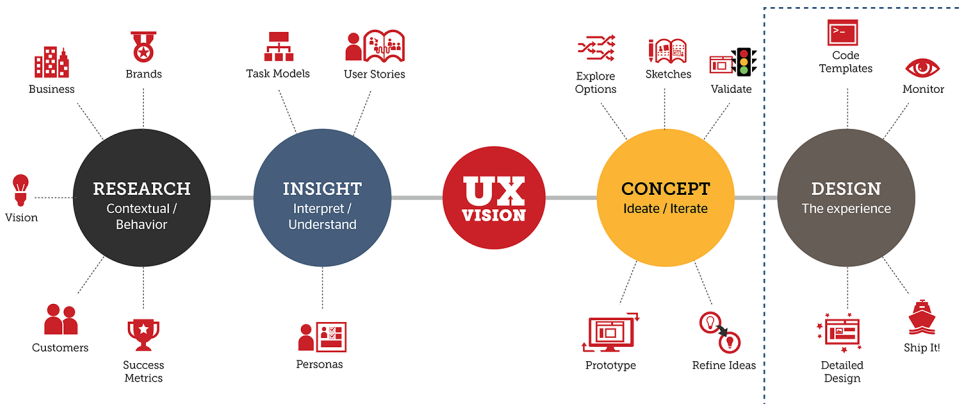 Business
Brands
Vision
RESEARCH
Contextual /
Behavior
Customers
Success
Metrics
Task Models
User Stories
INSIGHT
Interpret /
Understand
Personas
UX
VISION
Explore
Options
Sketches
Validate
CONCEPT
Ideate / Iterate
Prototype
Refine Ideas
>_
Code
Templates
Monitor
DESIGN
The experience
Detailed
Design
Ship It!